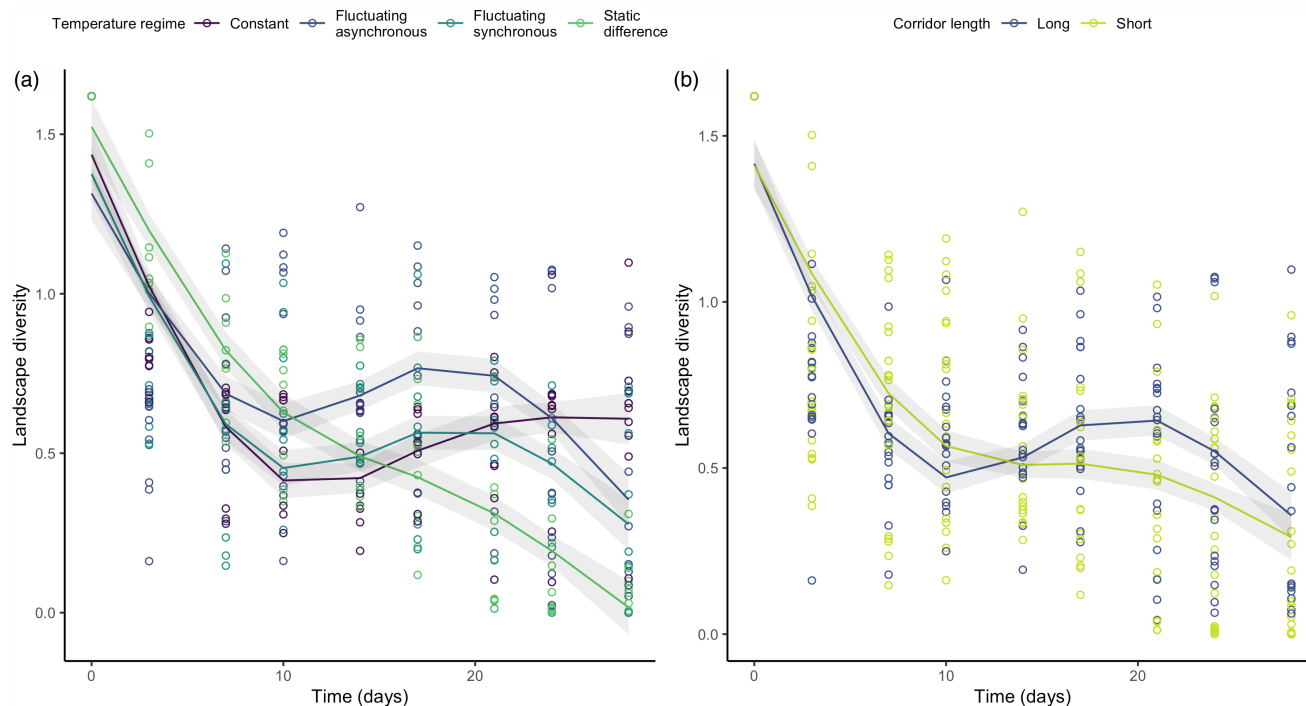 Temperature regime
Constant
Fluctuating
asynchronous
Fluctuating
synchronous
Static
difference
Corridor length
Long
Short
(a)
1.5
1.0
0.5
0.0
Landscape diversity
0
10
20
Time (days)
(b)
1.5
1.0
0.5
0.0
Landscape diversity
0
10
20
Time (days)